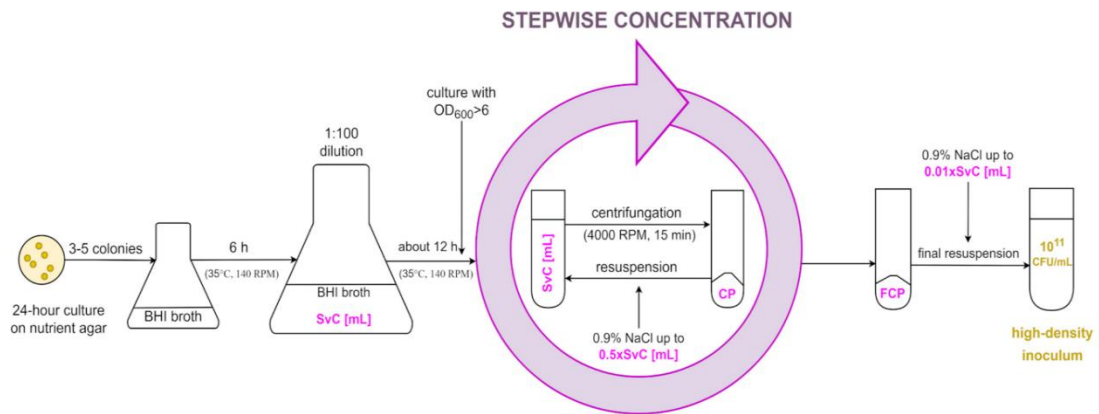 STEPWISE CONCENTRATION
culture with
OD600>6
1:100
dilution
0.9% NaCl up to
0.01xSvC [mL]
3-5 colonies
6 h
(35°C, 140 RPM)
about 12 h
(35°C, 140 RPM)
SvC [mL]
centrifungation
(4000 RPM, 15 min)
resuspension
CP
0.9% NaCl up to
0.5xSvC [mL]
FCP
final resuspension
10^11
CFU/mL
24-hour culture
on nutrient agar
BHI broth
BHI broth
SvC [mL]
high-density
inoculum